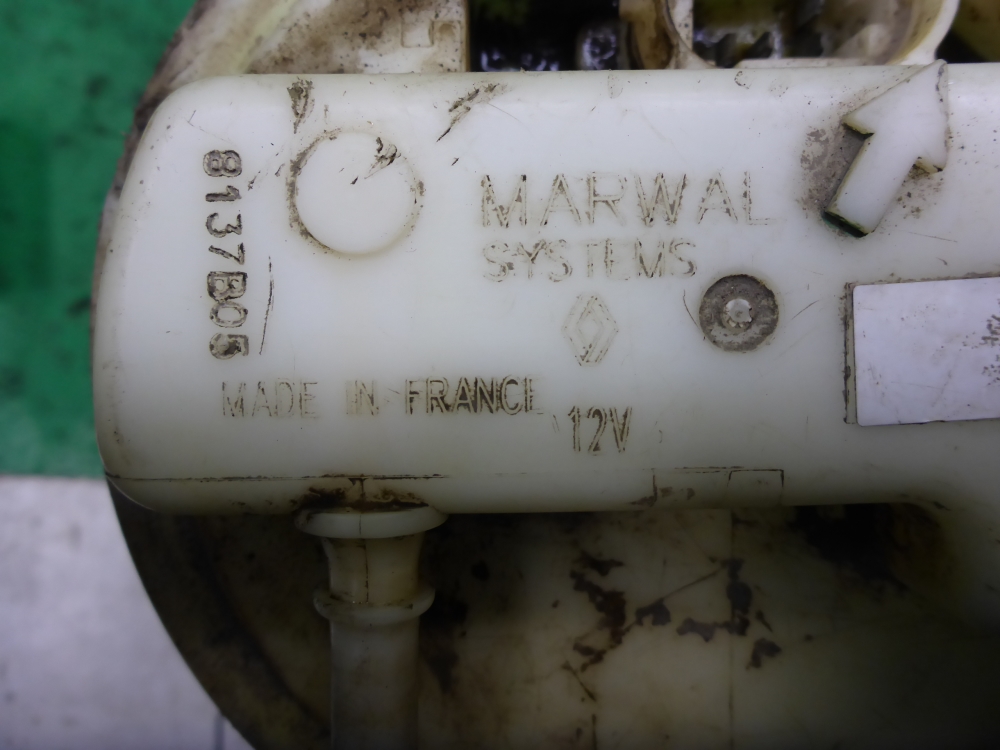 8137B05
MARWAL
SYSTEMS
MADE IN FRANCE
12V